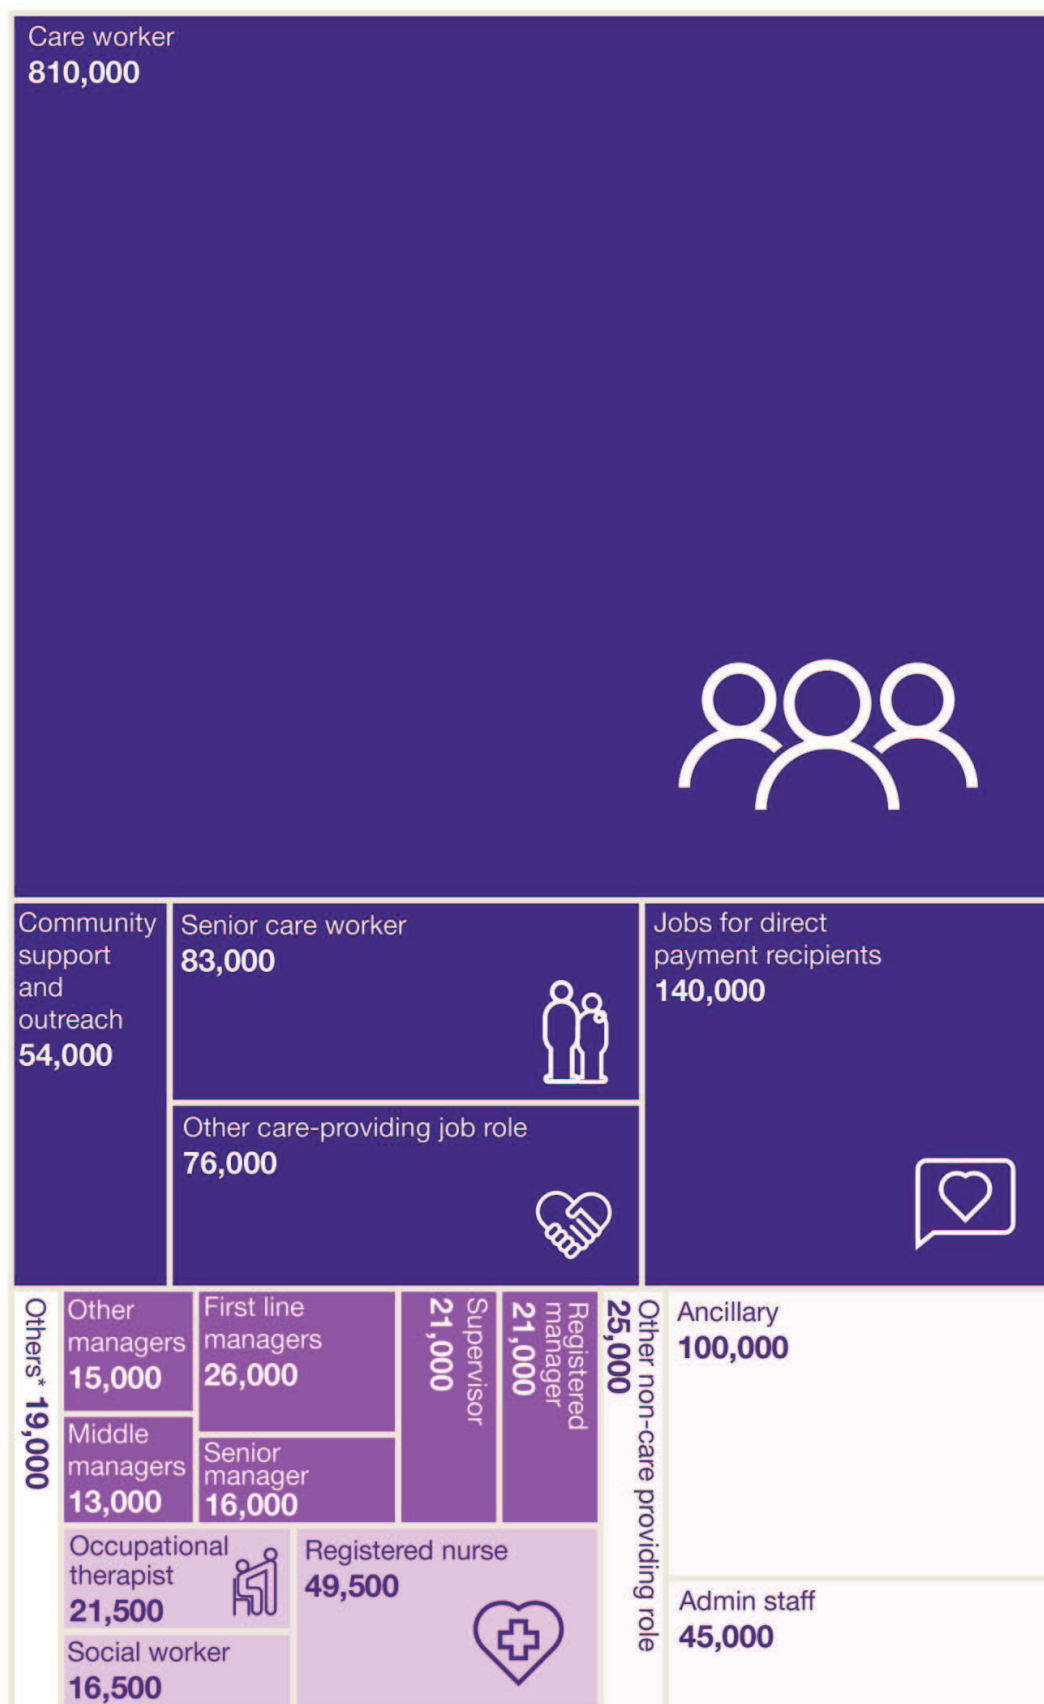 Care worker
810,000
Community
support
and
outreach
54,000
Senior care worker
83,000
Other care-providing job role
76,000
Jobs for direct
payment recipients
140,000
Others* 19,000
Other
managers
15,000
Middle
managers
13,000
First line
managers
26,000
Senior
manager
16,000
Supervisor
21,000
Registered
manager
21,000
Occupational
therapist
21,500
Social worker
16,500
Registered nurse
49,500
Other non-care providing role
25,000
Ancillary
100,000
Admin staff
45,000